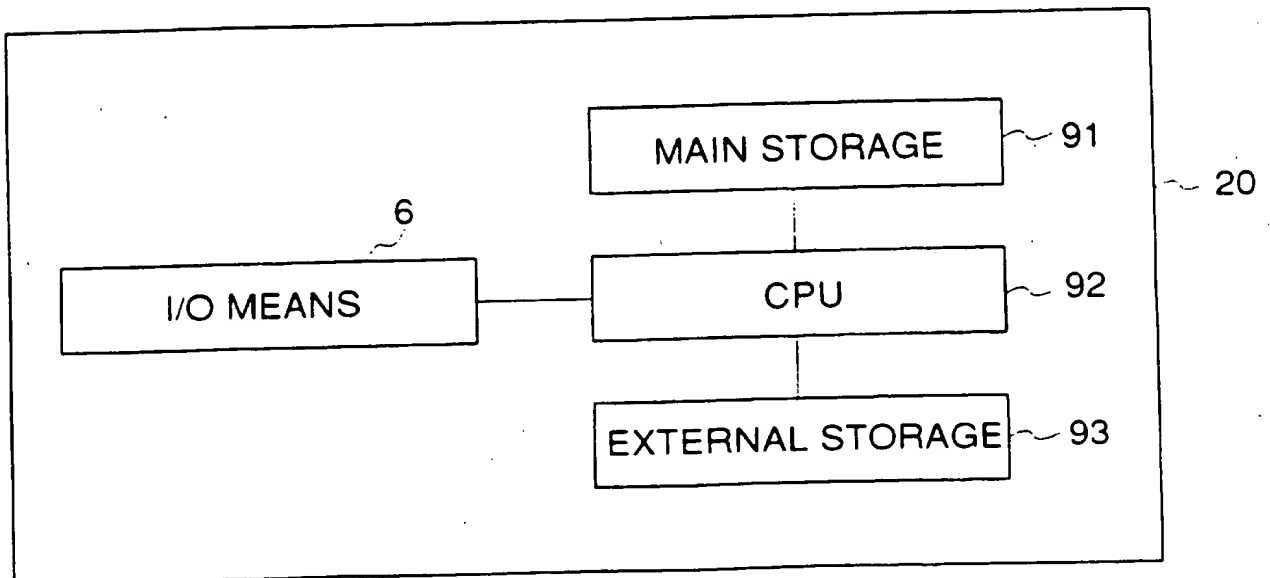 MAIN STORAGE
91
20
6
I/O MEANS
CPU
92
EXTERNAL STORAGE
93